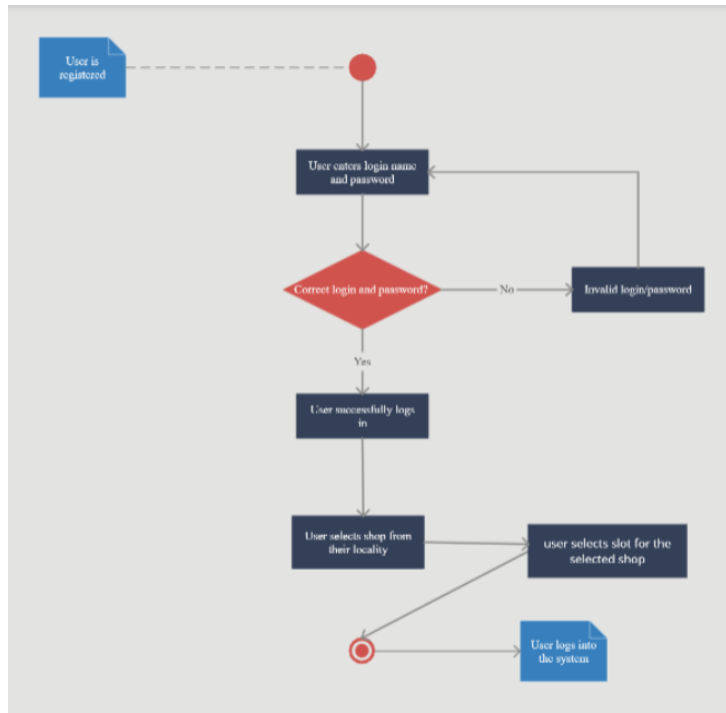 User is
registered
User enters login name
and password
Correct login and password?
No
Invalid login/password
Yes
User successfully logs
in
User selects shop from
their locality
user selects slot for the
selected shop
User logs into
the system